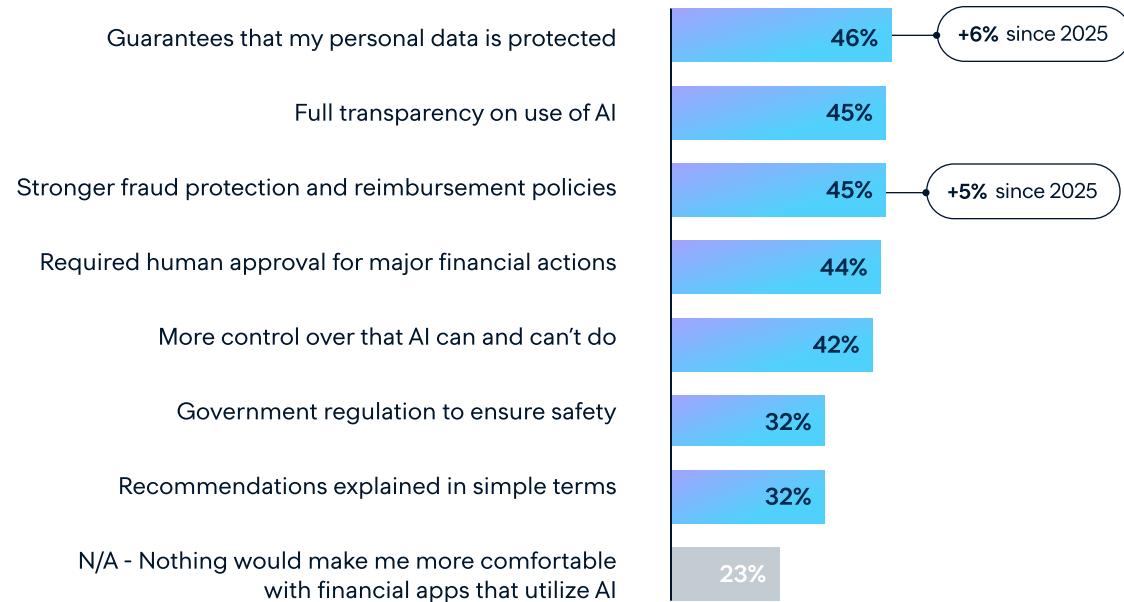 Guarantees that my personal data is protected 46% +6% since 2025
Full transparency on use of AI 45%
Stronger fraud protection and reimbursement policies 45% +5% since 2025
Required human approval for major financial actions 44%
More control over that AI can and can’t do 42%
Government regulation to ensure safety 32%
Recommendations explained in simple terms 32%
N/A - Nothing would make me more comfortable
with financial apps that utilize AI 23%